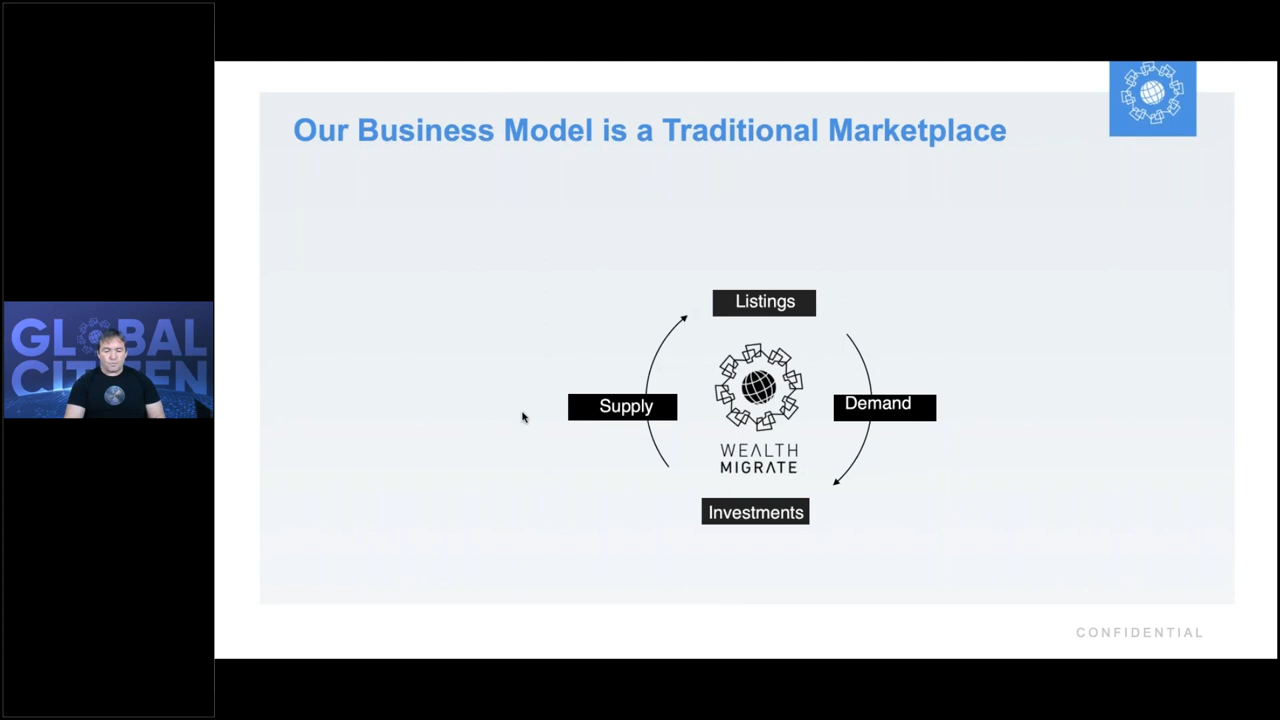 Our Business Model is a Traditional Marketplace
Listings
Supply
Demand
WEALTH
MIGRATE
Investments
CONFIDENTIAL
GLOBAL
CITIZEN